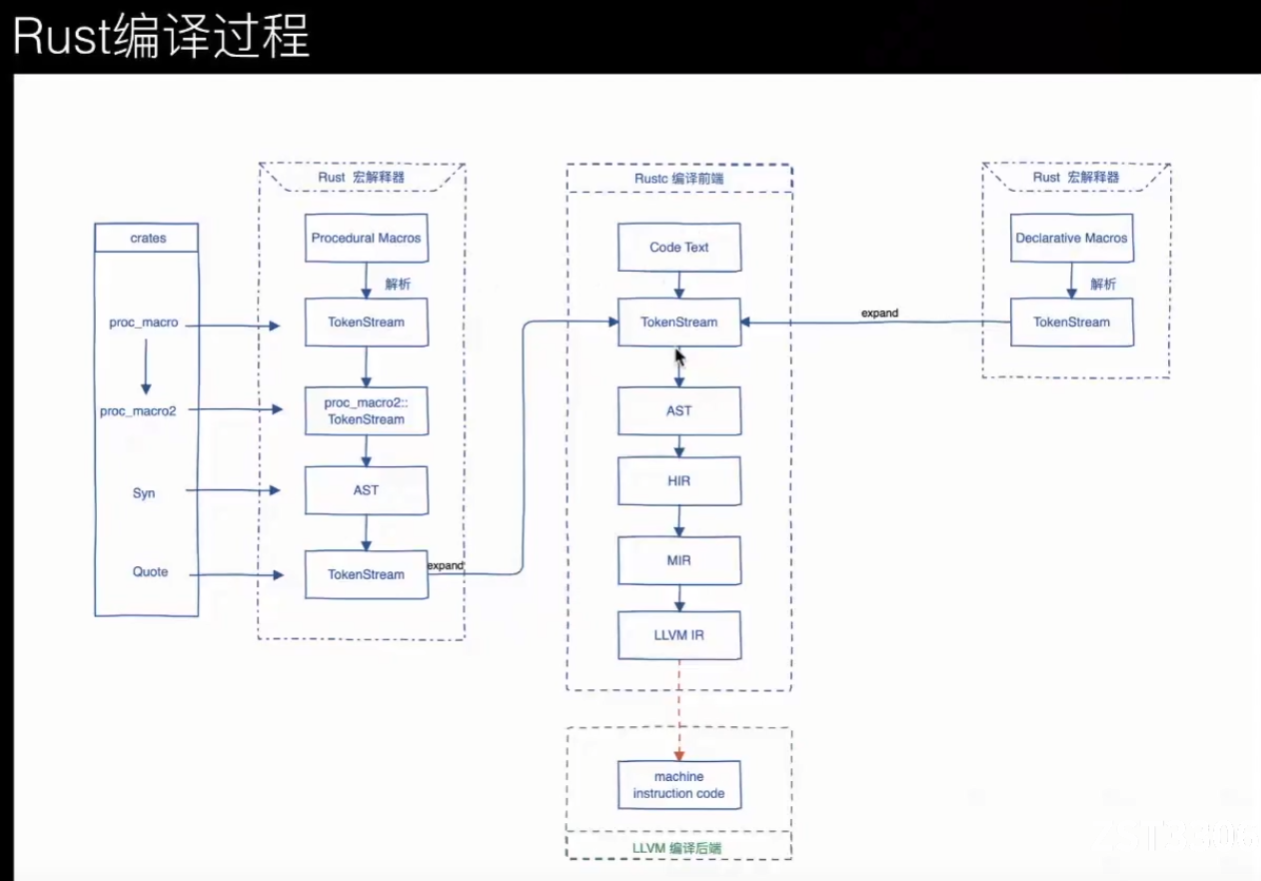 Rust编译过程
crates
proc_macro
proc_macro2
Syn
Quote
Rust 宏解释器
Procedural Macros
解析
TokenStream
proc_macro2::
TokenStream
AST
TokenStream
expand
Rustc 编译前端
Code Text
TokenStream
AST
HIR
MIR
LLVM IR
machine
instruction code
LLVM 编译后端
expand
Rust 宏解释器
Declarative Macros
解析
TokenStream